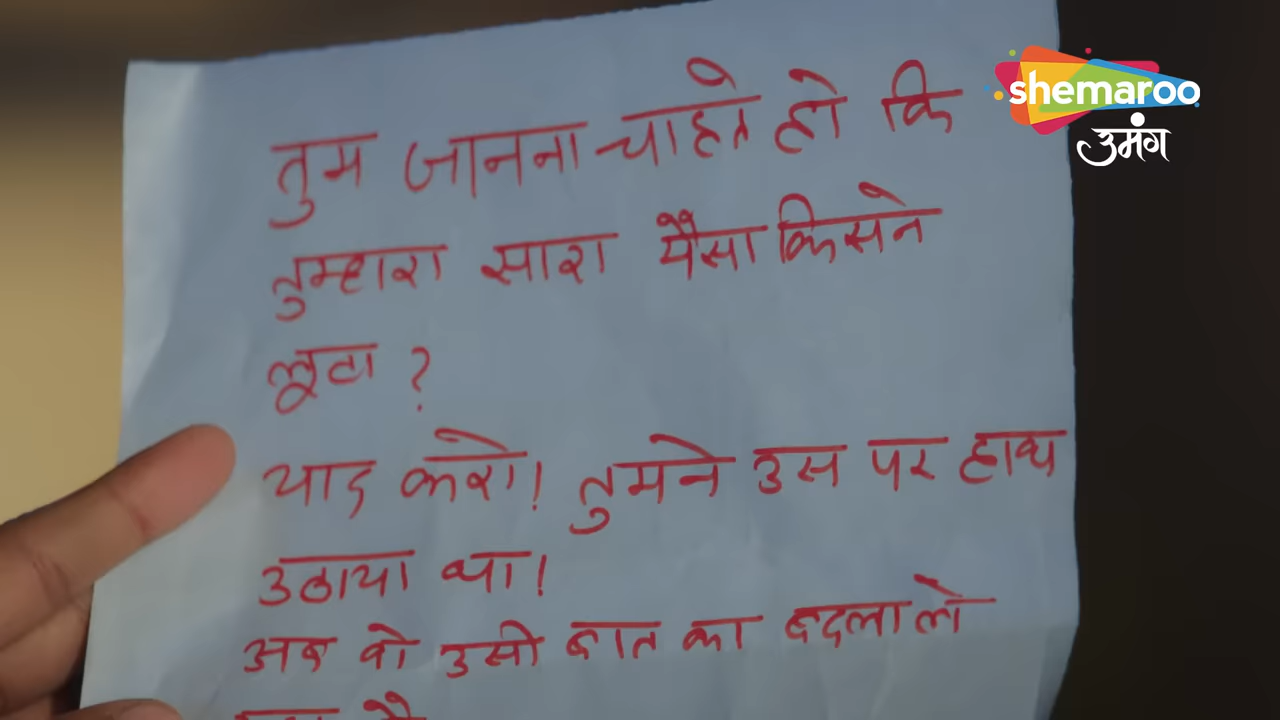 shemaroo
उमंग
तुम जानना चाहते हो कि
तुम्हारा सारा पैसा किसने
लूटा ?
याद करो! तुमने उस पर हाथ
उठाया था!
अब वो उसी बात का बदला ले